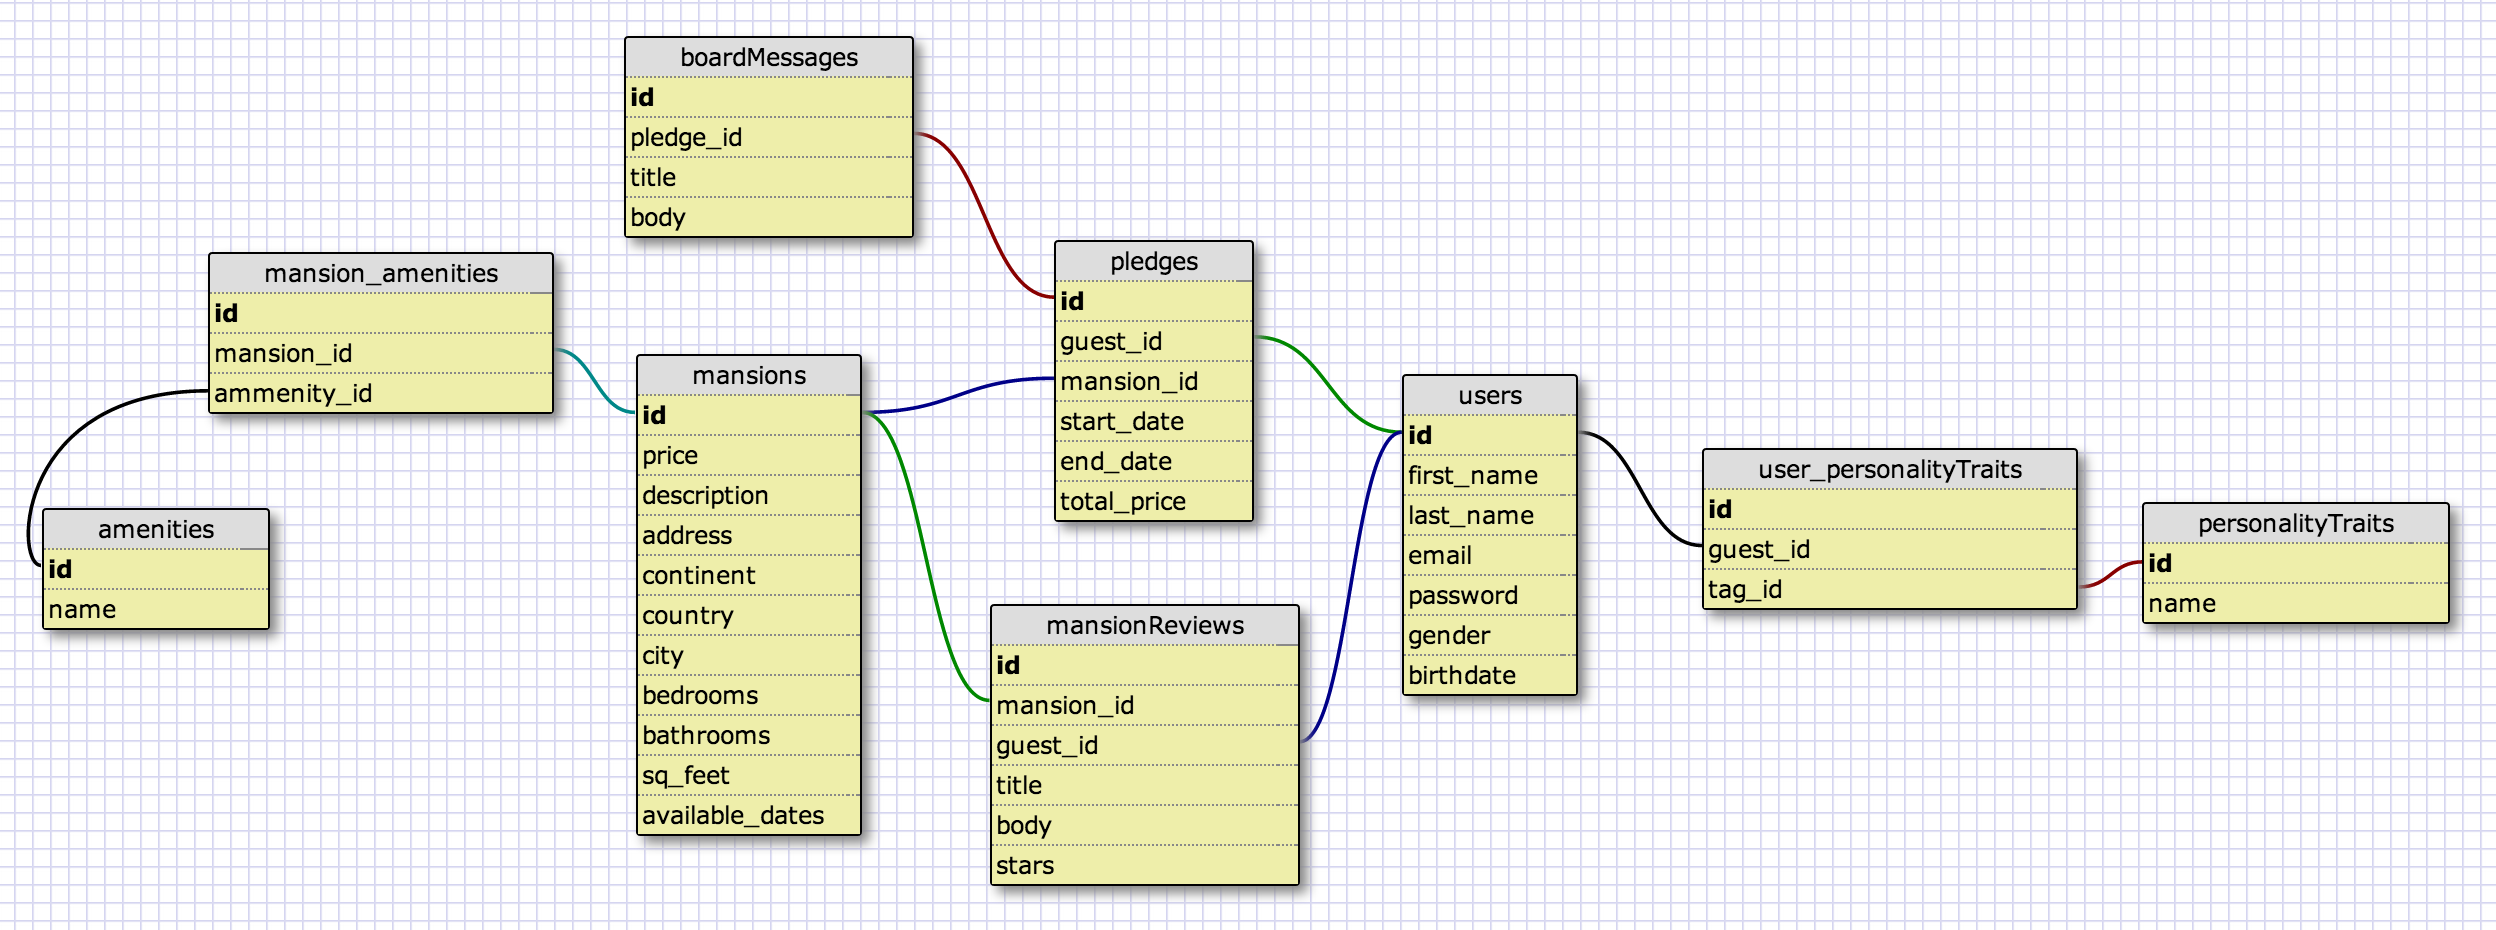 boardMessages
id
pledge_id
title
body
mansion_amenities
id
mansion_id
ammenity_id
amenities
id
name
mansions
id
price
description
address
continent
country
city
bedrooms
bathrooms
sq_feet
available_dates
pledges
id
guest_id
mansion_id
start_date
end_date
total_price
mansionReviews
id
mansion_id
guest_id
title
body
stars
users
id
first_name
last_name
email
password
gender
birthdate
user_personalityTraits
id
guest_id
tag_id
personalityTraits
id
name